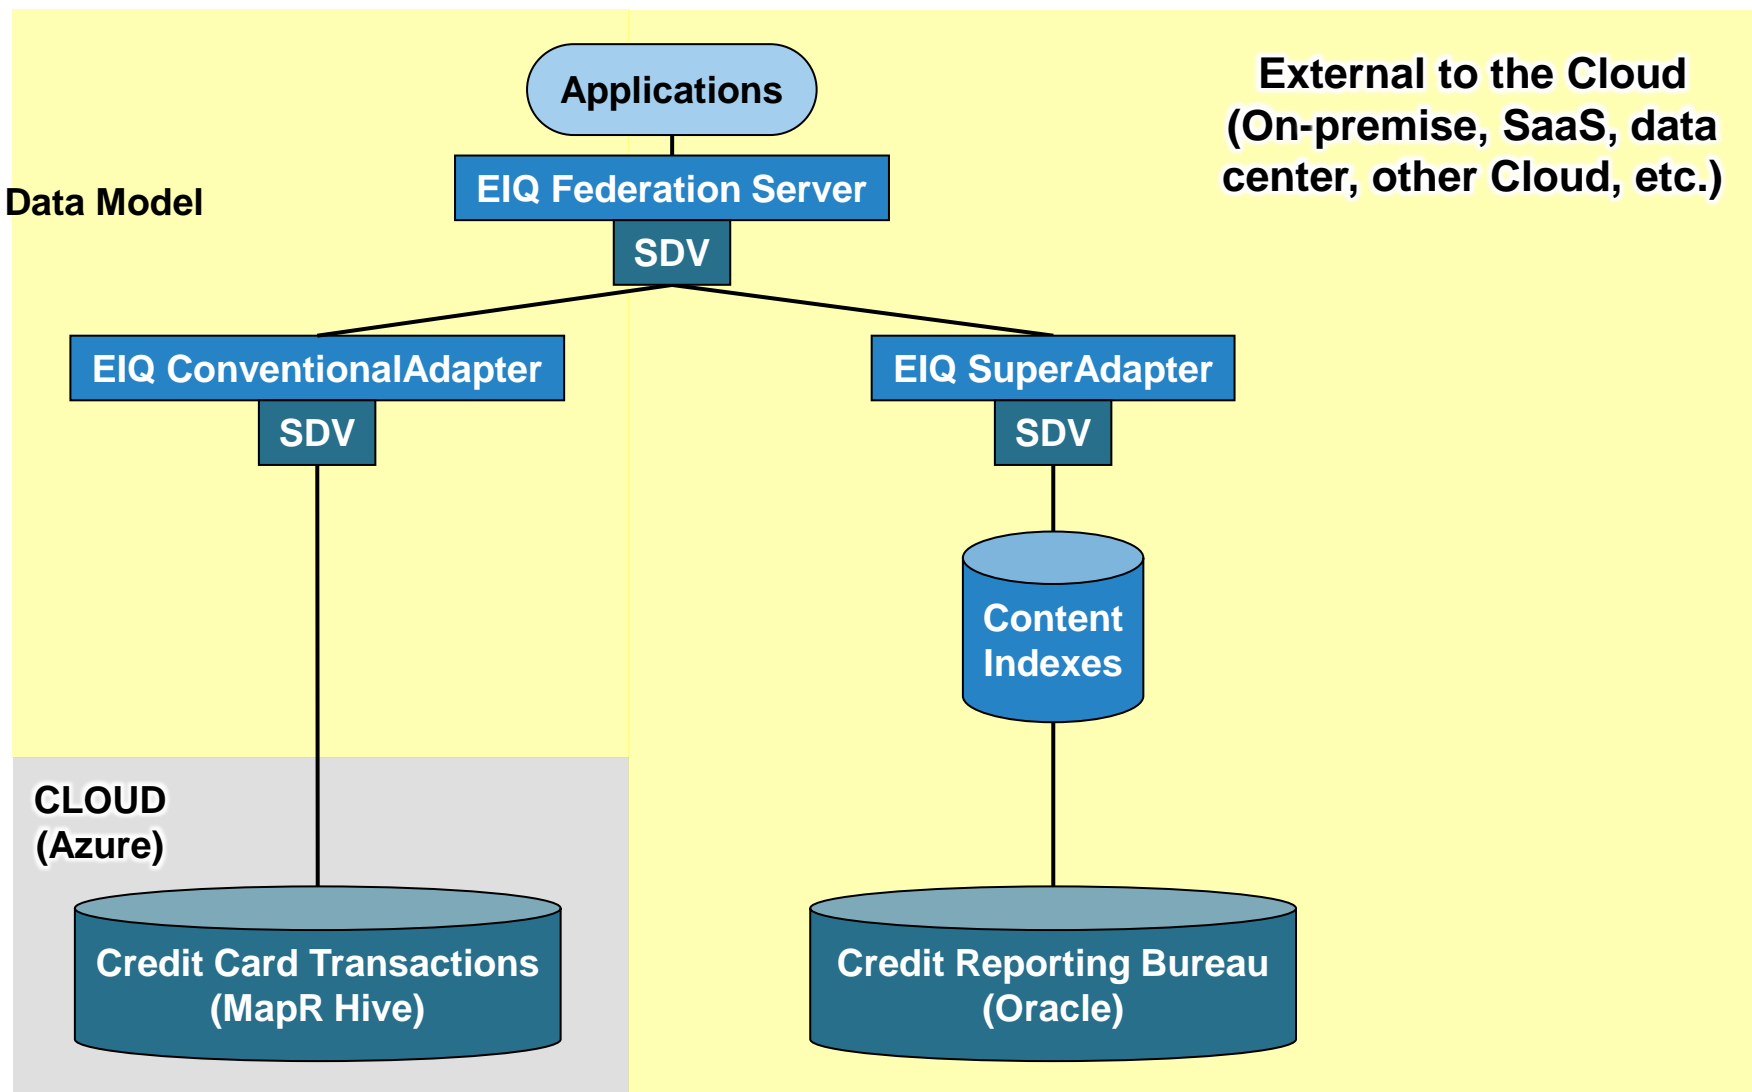 Applications
External to the Cloud
(On-premise, SaaS, data
center, other Cloud, etc.)
EIQ Federation Server
Data Model
SDV
EIQ ConventionalAdapter
EIQ SuperAdapter
SDV
SDV
Content
Indexes
CLOUD
(Azure)
Credit Card Transactions
(MapR Hive)
Credit Reporting Bureau
(Oracle)